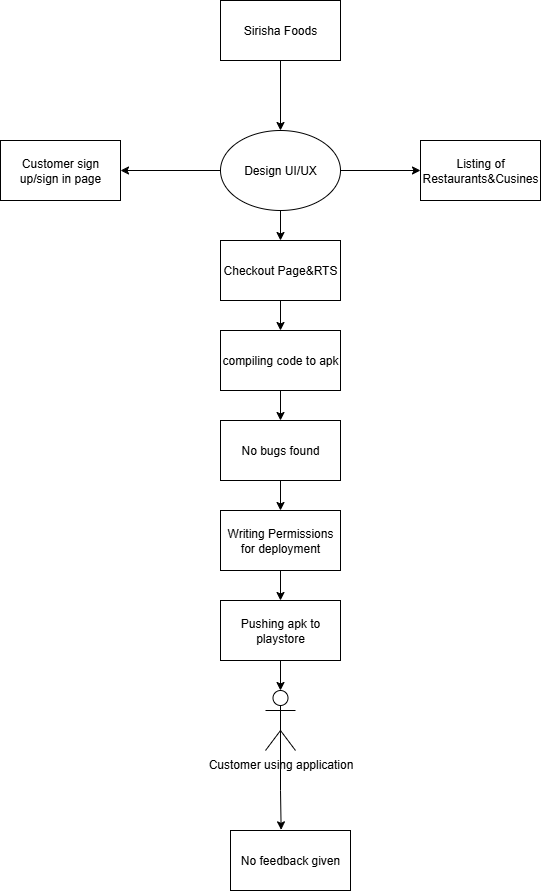 Sirisha Foods
Customer sign
up/sign in page
Design UI/UX
Listing of
Restaurants&Cusines
Checkout Page&RTS
compiling code to apk
No bugs found
Writing Permissions
for deployment
Pushing apk to
playstore
Customer using application
No feedback given